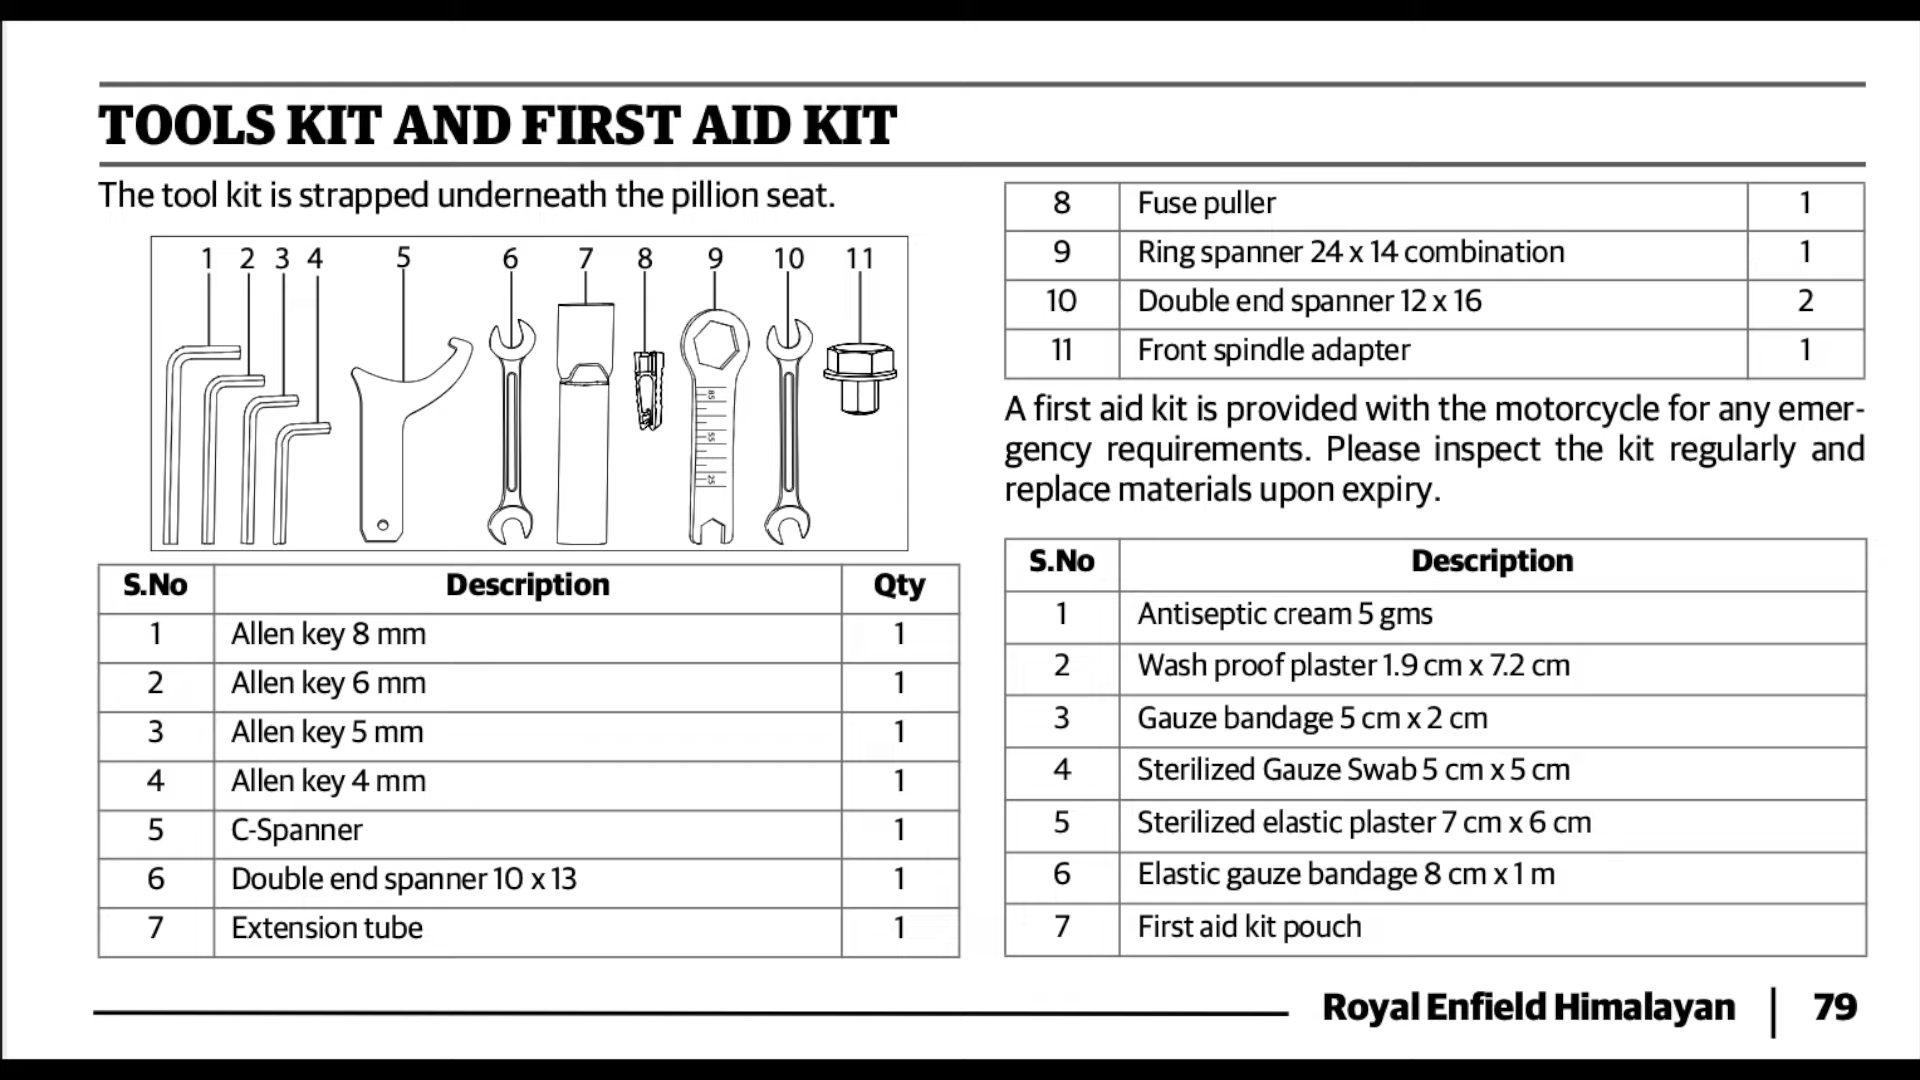 TOOLS KIT AND FIRST AID KIT
The tool kit is strapped underneath the pillion seat.
1 2 3 4 5 6 7 8 9 10 11
85
55
25
S.No Description Qty
1 Allen key 8 mm 1
2 Allen key 6 mm 1
3 Allen key 5 mm 1
4 Allen key 4 mm 1
5 C-Spanner 1
6 Double end spanner 10 x 13 1
7 Extension tube 1
8 Fuse puller 1
9 Ring spanner 24 x 14 combination 1
10 Double end spanner 12 x 16 2
11 Front spindle adapter 1
A first aid kit is provided with the motorcycle for any emer-
gency requirements. Please inspect the kit regularly and
replace materials upon expiry.
S.No Description
1 Antiseptic cream 5 gms
2 Wash proof plaster 1.9 cm x 7.2 cm
3 Gauze bandage 5 cm x 2 cm
4 Sterilized Gauze Swab 5 cm x 5 cm
5 Sterilized elastic plaster 7 cm x 6 cm
6 Elastic gauze bandage 8 cm x 1 m
7 First aid kit pouch
Royal Enfield Himalayan | 79